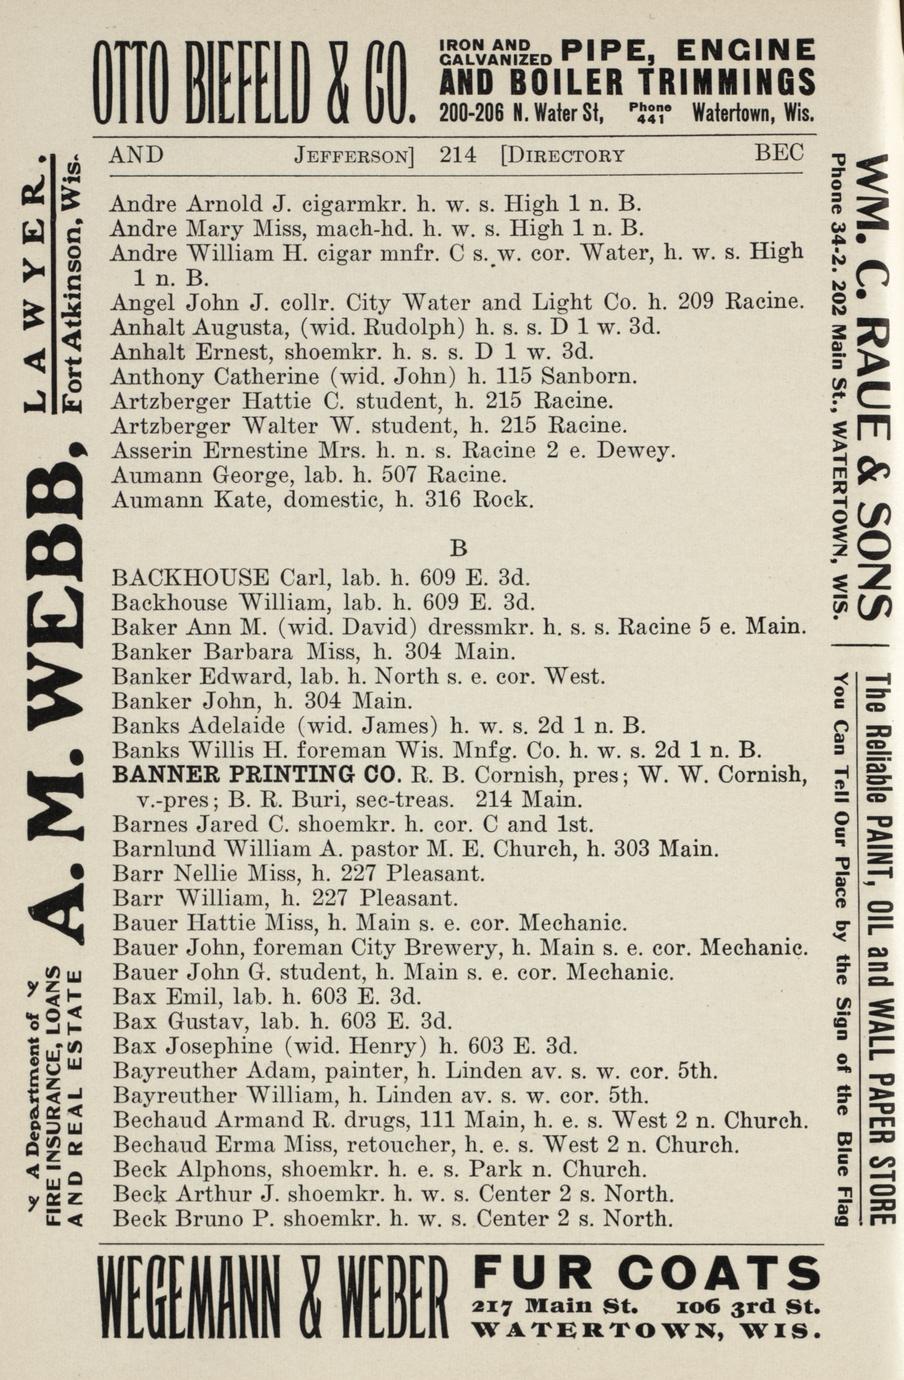 OTTO BIEFELD & CO.
IRON AND GALVANIZED PIPE, ENGINE
AND BOILER TRIMMINGS
200-206 N. Water St, Phone 441 Watertown, Wis.
AND JEFFERSON] 214 [DIRECTORY BEC
Andre Arnold J. cigarmkr. h. w. s. High 1 n. B.
Andre Mary Miss, mach-hd. h. w. s. High 1 n. B.
Andre William H. cigar mnfr. C s. w. cor. Water, h. w. s. High
1 n. B.
Angel John J. collr. City Water and Light Co. h. 209 Racine.
Anhalt Augusta, (wid. Rudolph) h. s. s. D 1 w. 3d.
Anhalt Ernest, shoemkr. h. s. s. D 1 w. 3d.
Anthony Catherine (wid. John) h. 115 Sanborn.
Artzberger Hattie C. student, h. 215 Racine.
Artzberger Walter W. student, h. 215 Racine.
Asserin Ernestine Mrs. h. n. s. Racine 2 e. Dewey.
Aumann George, lab. h. 507 Racine.
Aumann Kate, domestic, h. 316 Rock.
B
BACKHOUSE Carl, lab. h. 609 E. 3d.
Backhouse William, lab. h. 609 E. 3d.
Baker Ann M. (wid. David) dressmkr. h. s. s. Racine 5 e. Main.
Banker Barbara Miss, h. 304 Main.
Banker Edward, lab. h. North s. e. cor. West.
Banker John, h. 304 Main.
Banks Adelaide (wid. James) h. w. s. 2d 1 n. B.
Banks Willis H. foreman Wis. Mnfg. Co. h. w. s. 2d 1 n. B.
BANNER PRINTING CO. R. B. Cornish, pres; W. W. Cornish,
v.-pres; B. R. Buri, sec-treas. 214 Main.
Barnes Jared C. shoemkr. h. cor. C and 1st.
Barnlund William A. pastor M. E. Church, h. 303 Main.
Barr Nellie Miss, h. 227 Pleasant.
Barr William, h. 227 Pleasant.
Bauer Hattie Miss, h. Main s. e. cor. Mechanic.
Bauer John, foreman City Brewery, h. Main s. e. cor. Mechanic.
Bauer John G. student, h. Main s. e. cor. Mechanic.
Bax Emil, lab. h. 603 E. 3d.
Bax Gustav, lab. h. 603 E. 3d.
Bax Josephine (wid. Henry) h. 603 E. 3d.
Bayreuther Adam, painter, h. Linden av. s. w. cor. 5th.
Bayreuther William, h. Linden av. s. w. cor. 5th.
Bechaud Armand R. drugs, 111 Main, h. e. s. West 2 n. Church.
Bechaud Erma Miss, retoucher, h. e. s. West 2 n. Church.
Beck Alphons, shoemkr. h. e. s. Park n. Church.
Beck Arthur J. shoemkr. h. w. s. Center 2 s. North.
Beck Bruno P. shoemkr. h. w. s. Center 2 s. North.
A. M. WEBB,
LAWYER.
Fort Atkinson, Wis.
A Department of
FIRE INSURANCE, LOANS
AND REAL ESTATE
WM. C. RAUE & SONS
Phone 34-2. 202 Main St., WATERTOWN, WIS.
The Reliable PAINT, OIL and WALL PAPER STORE
You Can Tell Our Place by the Sign of the Blue Flag
WEGEMANN & WEBER
FUR COATS
217 Main St. 106 3rd St.
WATERTOWN, WIS.